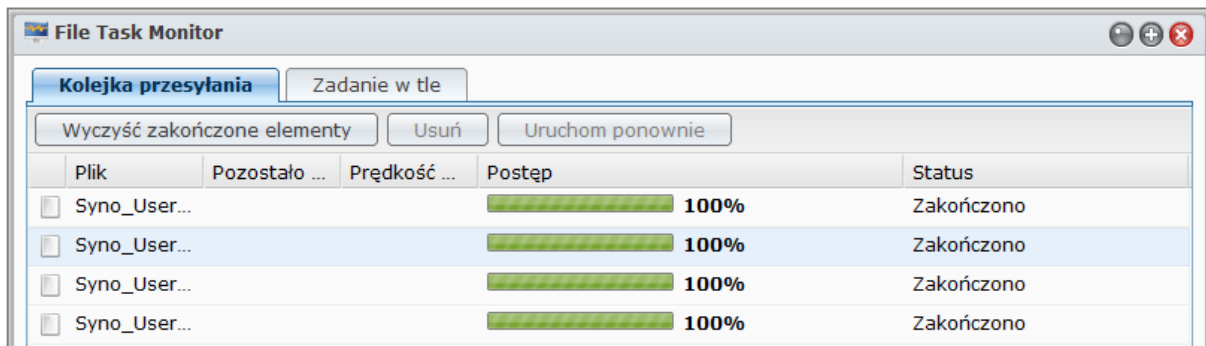 File Task Monitor
Kolejka przesyłania Zadanie w tle
Wyczyść zakończone elementy Usuń Uruchom ponownie
Plik Pozostało ... Prędkość ... Postęp Status
Syno_User... 100% Zakończono
Syno_User... 100% Zakończono
Syno_User... 100% Zakończono
Syno_User... 100% Zakończono